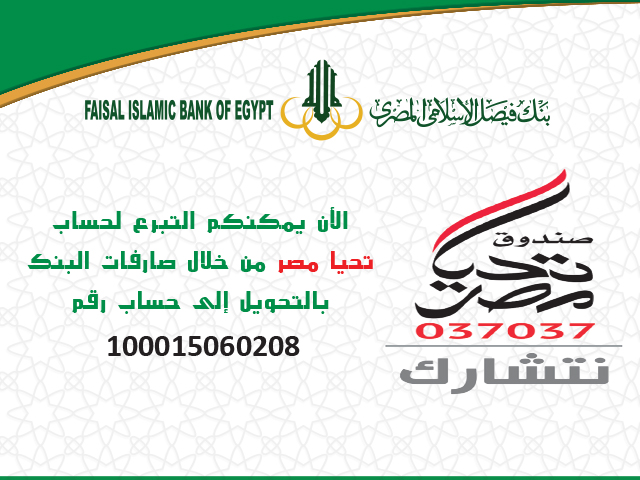 FAISAL ISLAMIC BANK OF EGYPT
بنك فيصل الإسلامي المصري
الأن يمكنكم التبرع لحساب
تحيا مصر من خلال صارفات البنك
بالتحويل إلى حساب رقم
100015060208
صندوق
تحيا
مصر
037037
نتشارك